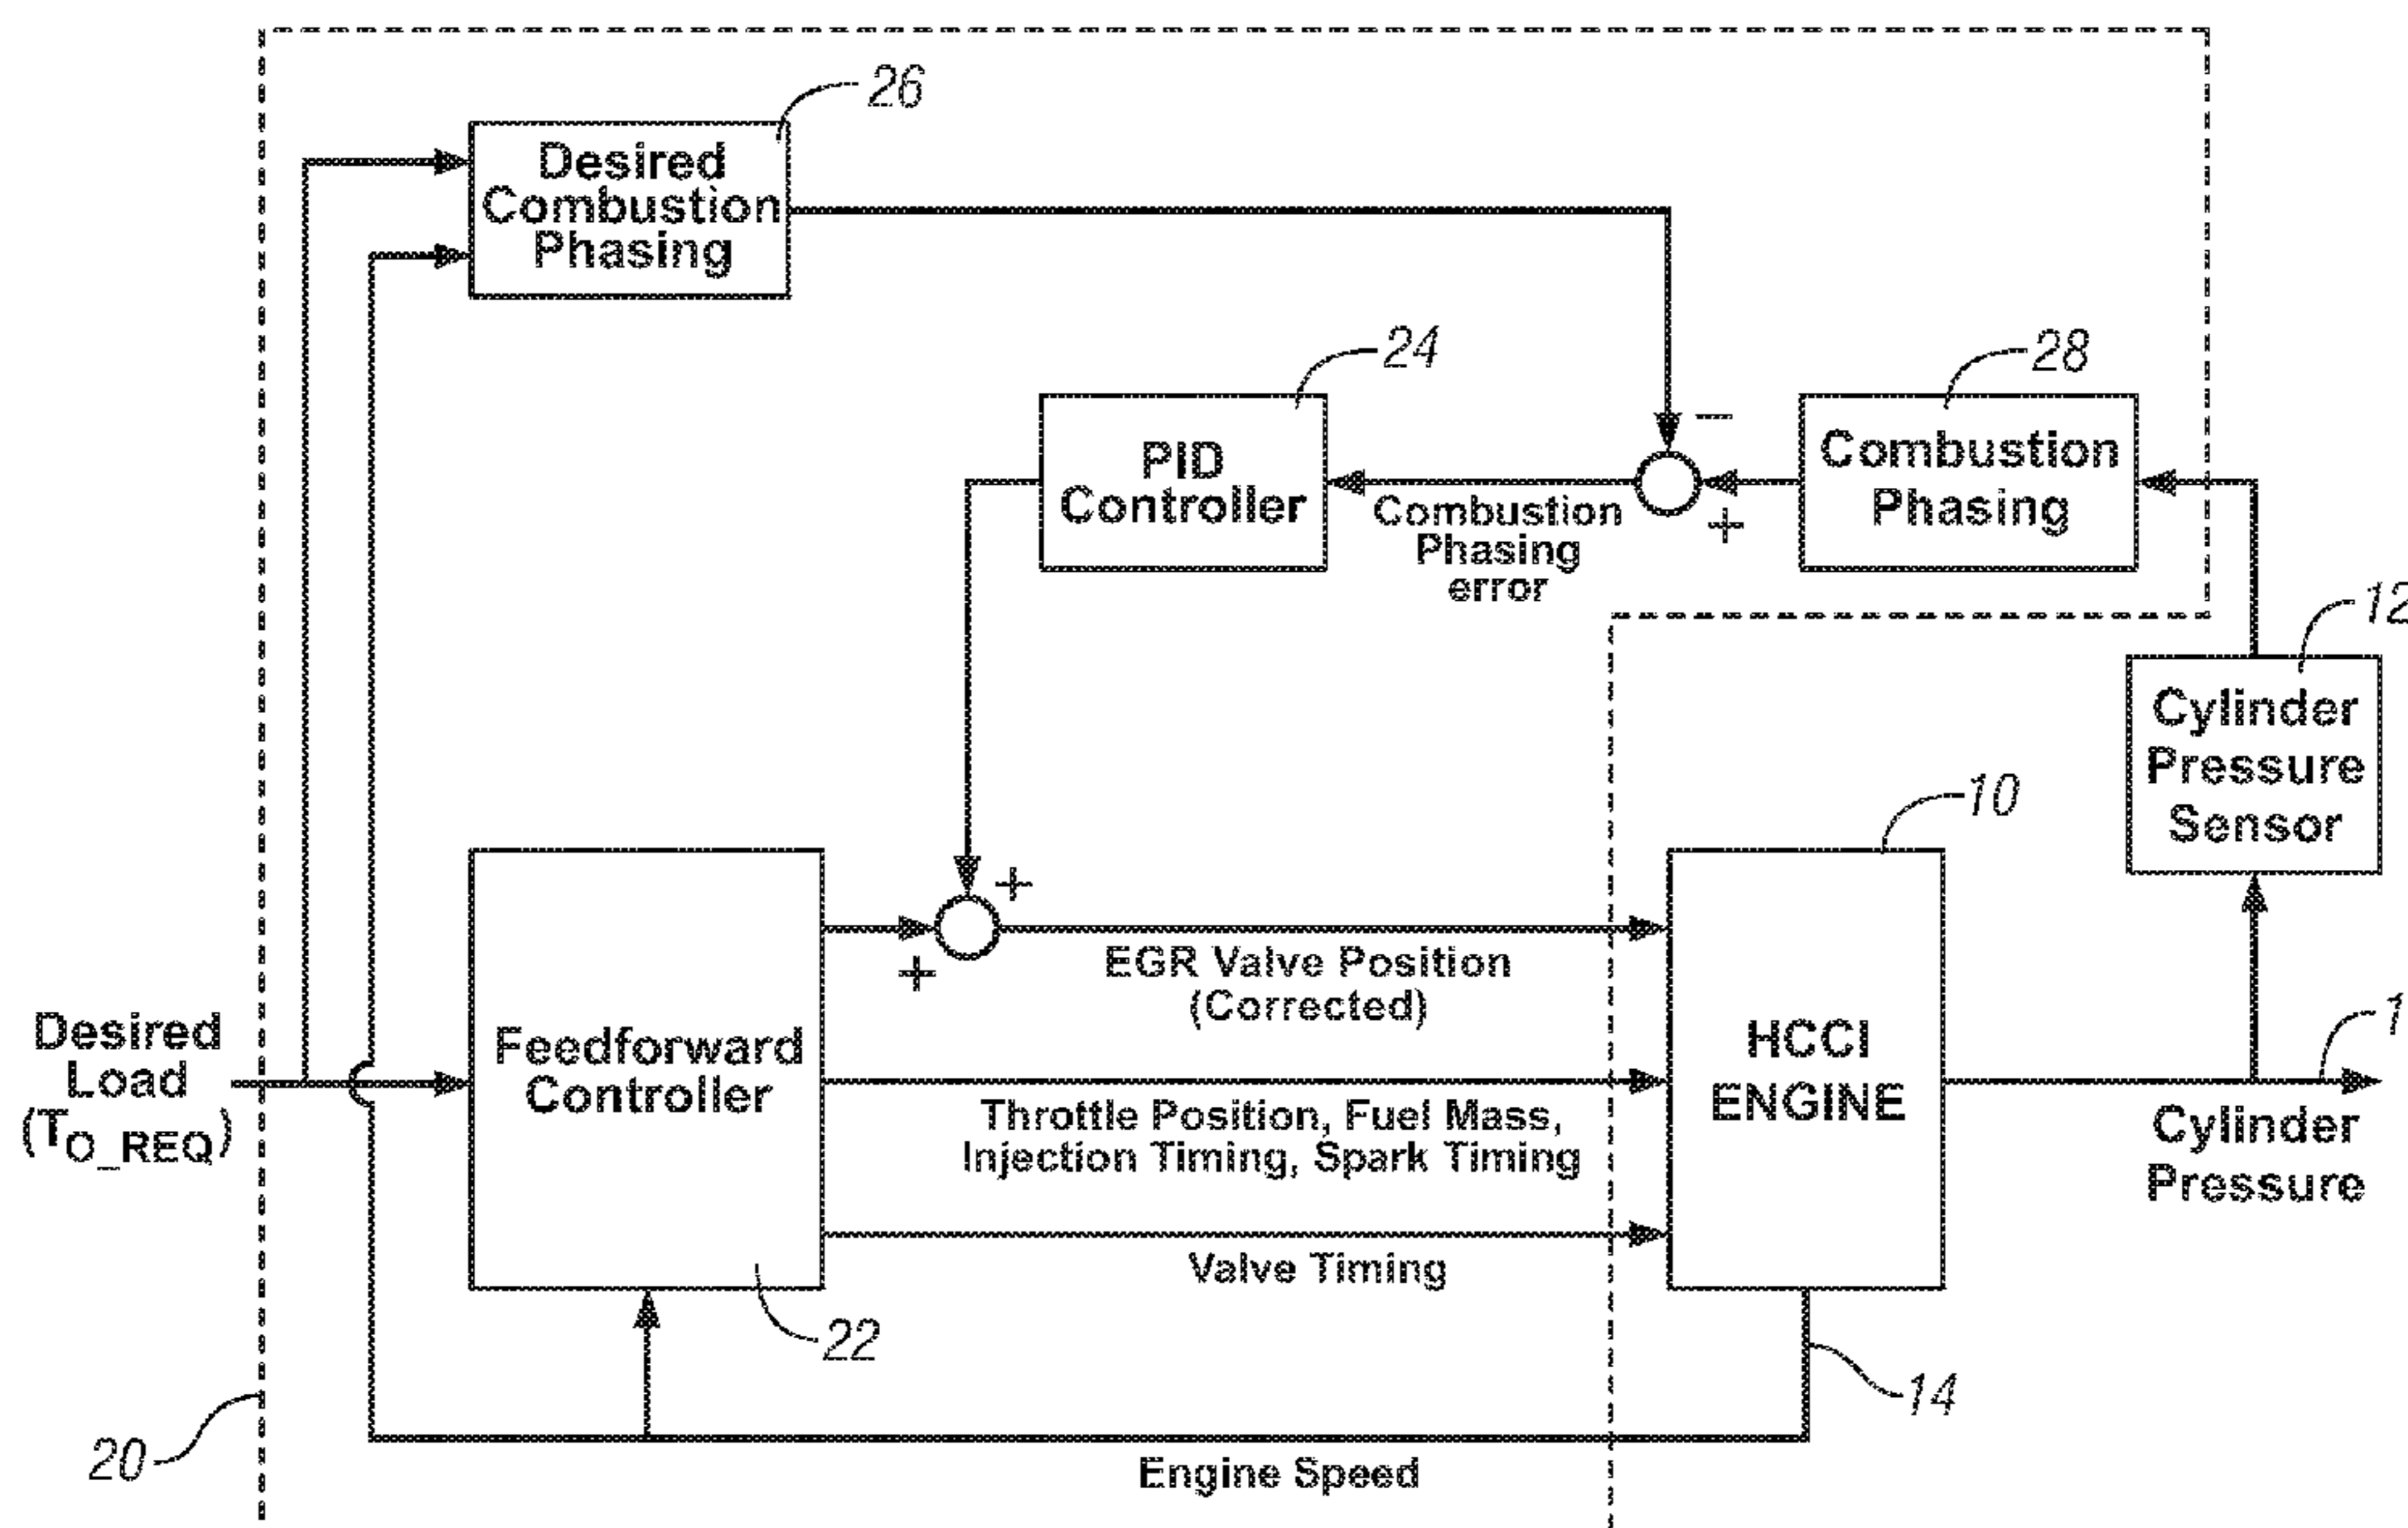 26
Desired
Combustion
Phasing
24
28
PID
Controller
Combustion
Phasing
error
−
+
Combustion
Phasing
12
Cylinder
Pressure
Sensor
10
+
+
EGR Valve Position
(Corrected)
Desired
Load
(TO_REQ)
Feedforward
Controller
HCCI
ENGINE
1
Throttle Position, Fuel Mass,
Injection Timing, Spark Timing
Cylinder
Pressure
Valve Timing
22
14
20
Engine Speed